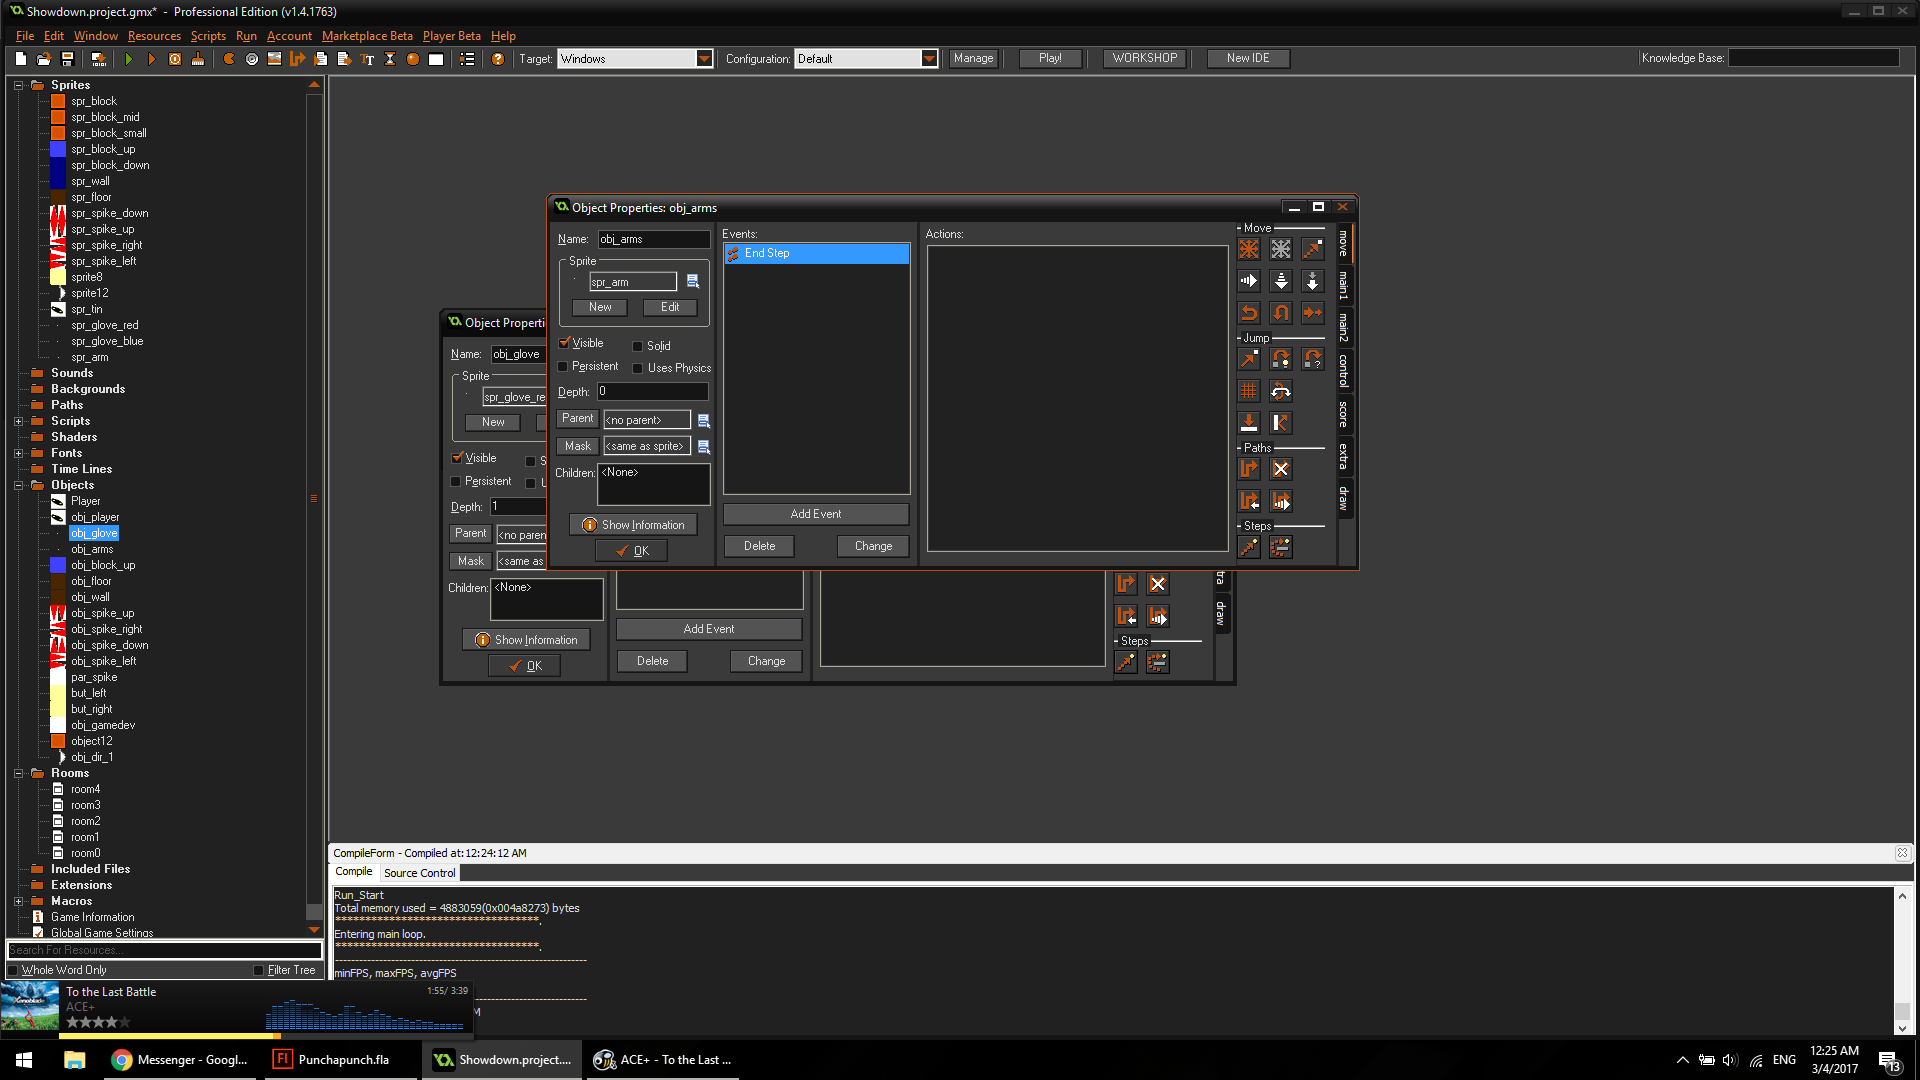 Showdown.project.gmx* - Professional Edition (v1.4.1763)
File Edit Window Resources Scripts Run Account Marketplace Beta Player Beta Help
Target: Windows Configuration: Default Manage Play! WORKSHOP New IDE Knowledge Base:
Sprites
spr_block
spr_block_mid
spr_block_small
spr_block_up
spr_block_down
spr_wall
spr_floor
spr_spike_down
spr_spike_up
spr_spike_right
spr_spike_left
sprite8
sprite12
spr_tin
spr_glove_red
spr_glove_blue
spr_arm
Sounds
Backgrounds
Paths
Scripts
Shaders
Fonts
Time Lines
Objects
Player
obj_player
obj_glove
obj_arms
obj_block_up
obj_floor
obj_wall
obj_spike_up
obj_spike_right
obj_spike_down
obj_spike_left
par_spike
but_left
but_right
obj_gamedev
object12
obj_dir_1
Rooms
room4
room3
room2
room1
room0
Included Files
Extensions
Macros
Game Information
Global Game Settings
Search For Resources...
Whole Word Only Filter Tree
Object Properties: obj_arms
Name: obj_arms
Sprite
spr_arm
New Edit
Visible Solid
Persistent Uses Physics
Depth: 0
Parent <no parent>
Mask <same as sprite>
Children: <None>
Show Information
OK
Events:
End Step
Add Event
Delete Change
Actions:
Move
Jump
Paths
Steps
move
main1
main2
control
score
extra
draw
Object Properti
Name: obj_glove
Sprite
spr_glove_re
New
Visible S
Persistent U
Depth: 1
Parent <no paren
Mask <same as
Children: <None>
Show Information
OK
Add Event
Delete Change
Steps
tra
draw
CompileForm - Compiled at: 12:24:12 AM
Compile Source Control
Run_Start
Total memory used = 4883059(0x004a8273) bytes
***********************************.
Entering main loop.
***********************************.
minFPS, maxFPS, avgFPS
M
To the Last Battle 1:55/ 3:39
ACE+
Messenger - Googl...
Punchapunch.fla
Showdown.project....
ACE+ - To the Last ...
ENG
12:25 AM
3/4/2017
13